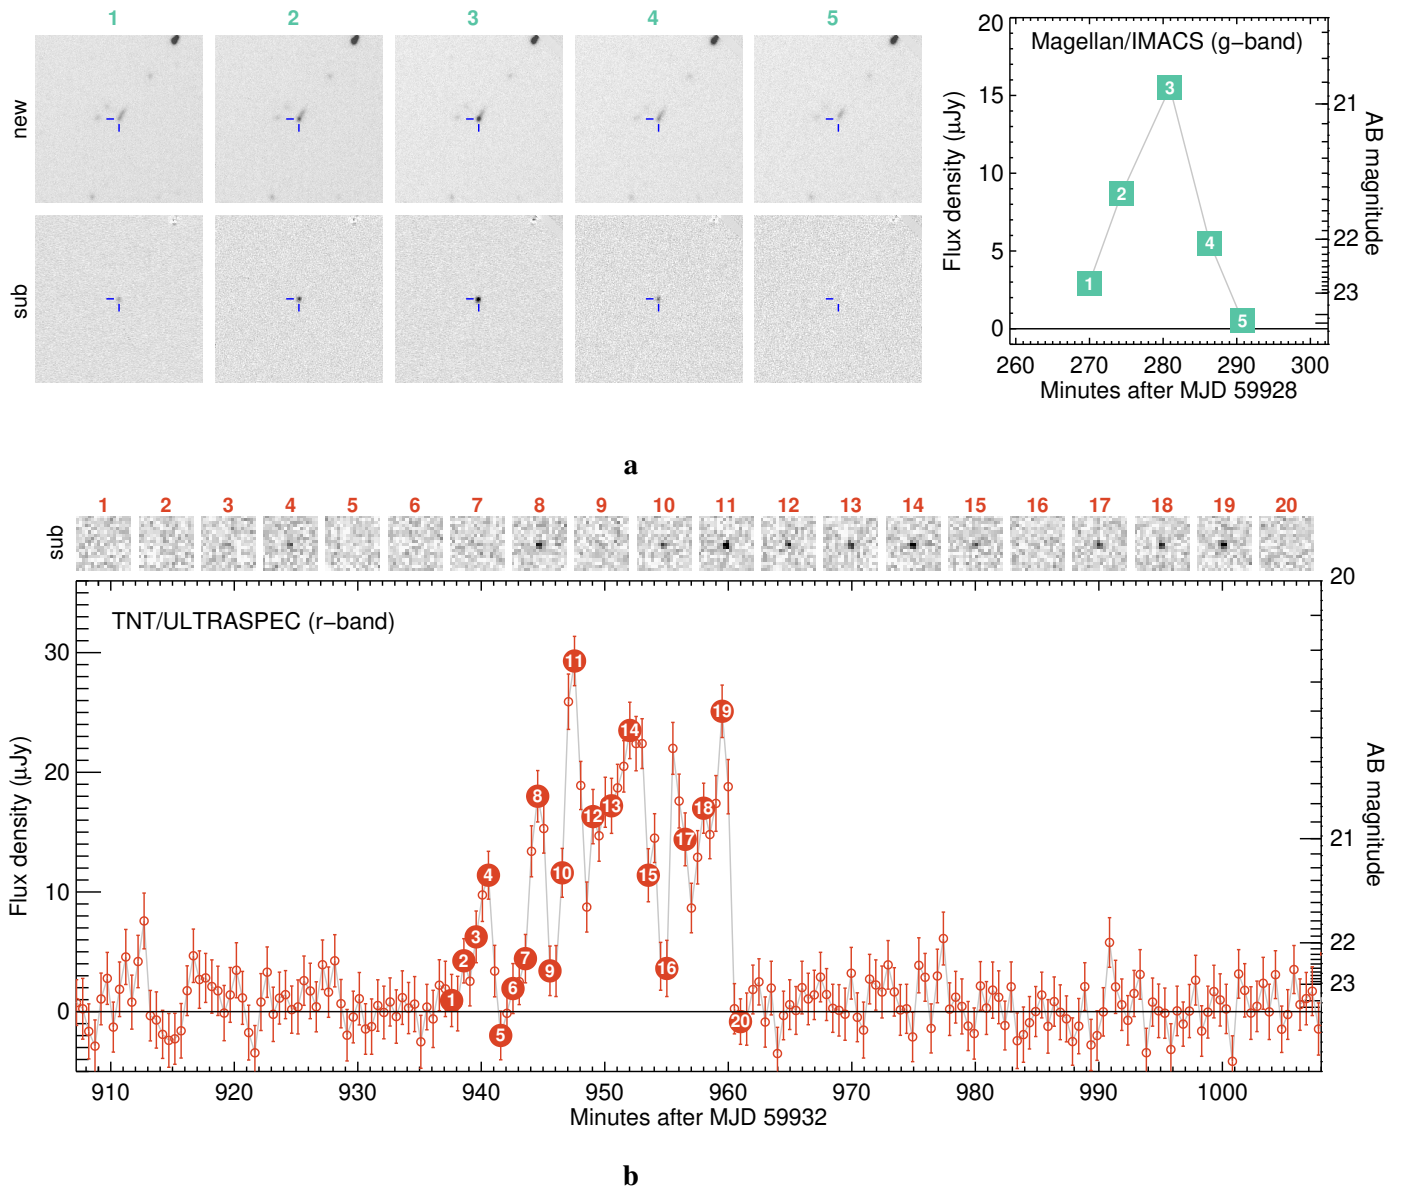 1 2 3 4 5
new
sub
Magellan/IMACS (g−band)
Flux density (μJy)
20
15
10
5
0
AB magnitude
21
22
23
1
2
3
4
5
260 270 280 290 300
Minutes after MJD 59928
a
1 2 3 4 5 6 7 8 9 10 11 12 13 14 15 16 17 18 19 20
sub
TNT/ULTRASPEC (r−band)
Flux density (μJy)
30
20
10
0
AB magnitude
20
21
22
23
1
2
3
4
5
6
7
8
9
10
11
12
13
14
15
16
17
18
19
20
910 920 930 940 950 960 970 980 990 1000
Minutes after MJD 59932
b